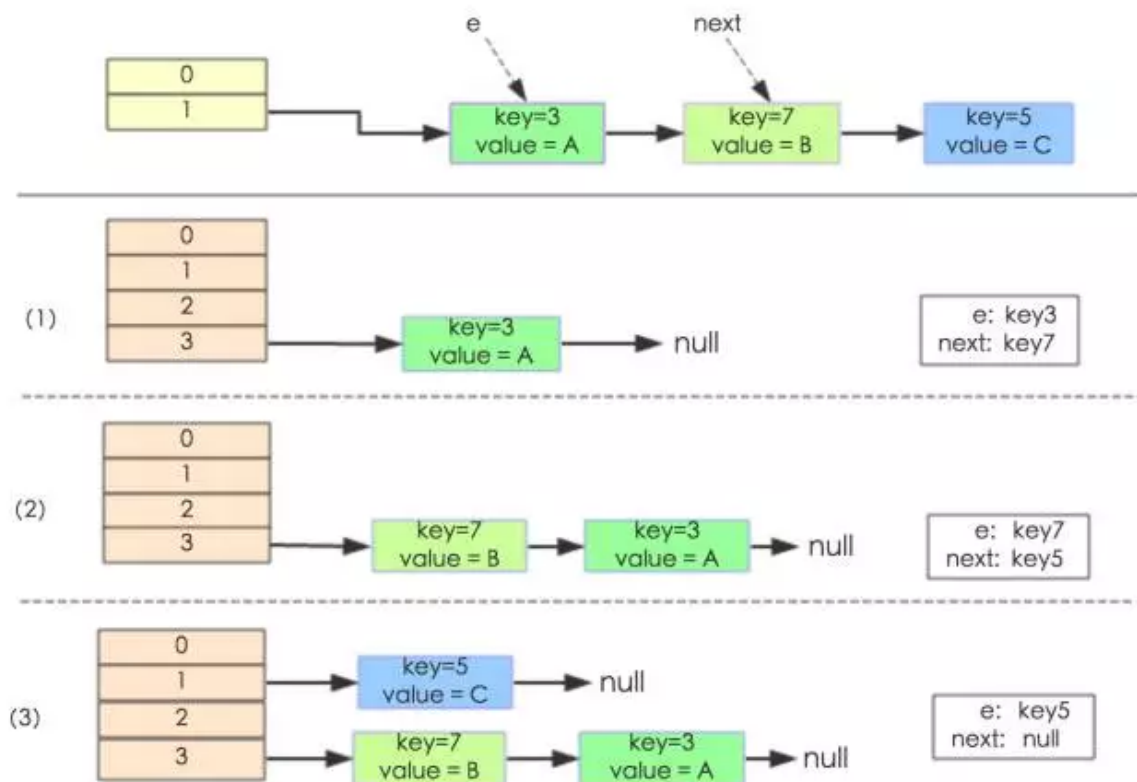 e
next
0
1
key=3
value = A
key=7
value = B
key=5
value = C
(1)
0
1
2
3
key=3
value = A
null
e: key3
next: key7
(2)
0
1
2
3
key=7
value = B
key=3
value = A
null
e: key7
next: key5
(3)
0
1
2
3
key=5
value = C
null
key=7
value = B
key=3
value = A
null
e: key5
next: null